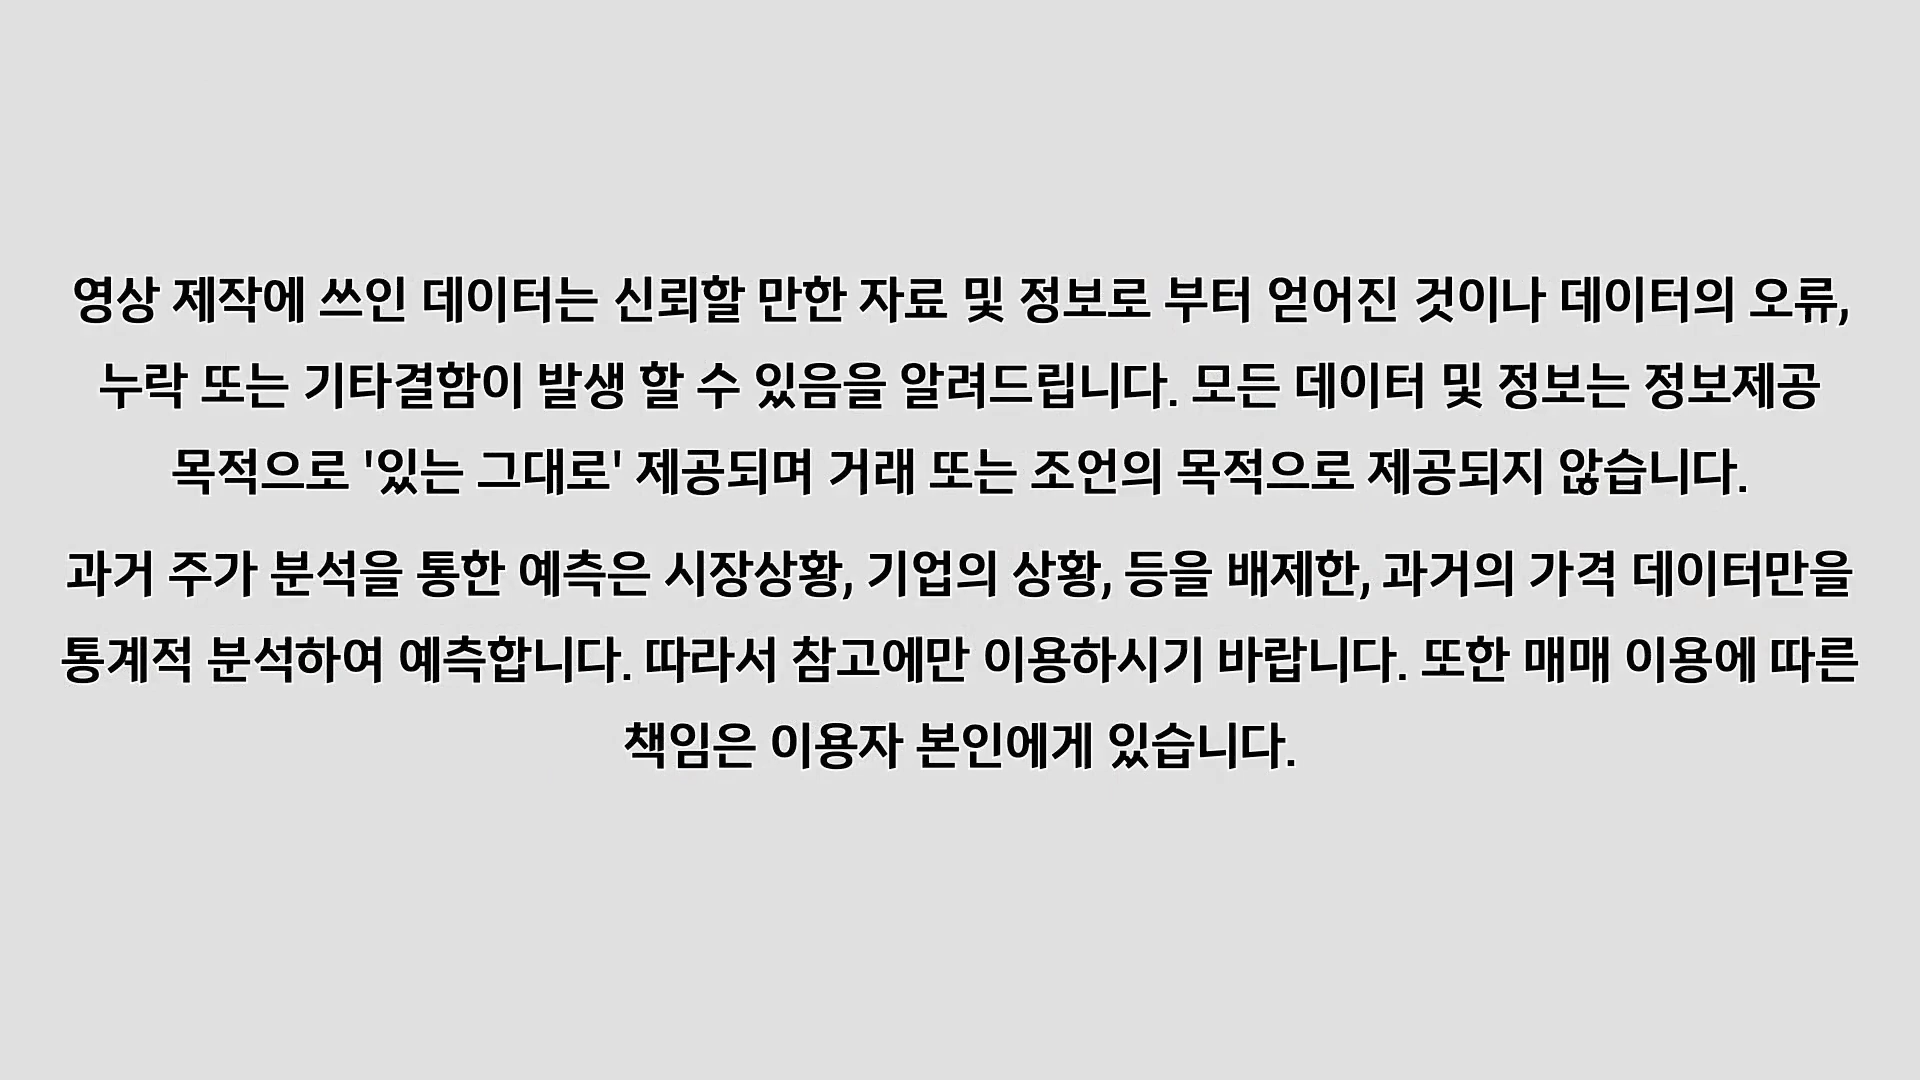 영상 제작에 쓰인 데이터는 신뢰할 만한 자료 및 정보로 부터 얻어진 것이나 데이터의 오류,
누락 또는 기타결함이 발생 할 수 있음을 알려드립니다. 모든 데이터 및 정보는 정보제공
목적으로 '있는 그대로' 제공되며 거래 또는 조언의 목적으로 제공되지 않습니다.
과거 주가 분석을 통한 예측은 시장상황, 기업의 상황, 등을 배제한, 과거의 가격 데이터만을
통계적 분석하여 예측합니다. 따라서 참고에만 이용하시기 바랍니다. 또한 매매 이용에 따른
책임은 이용자 본인에게 있습니다.